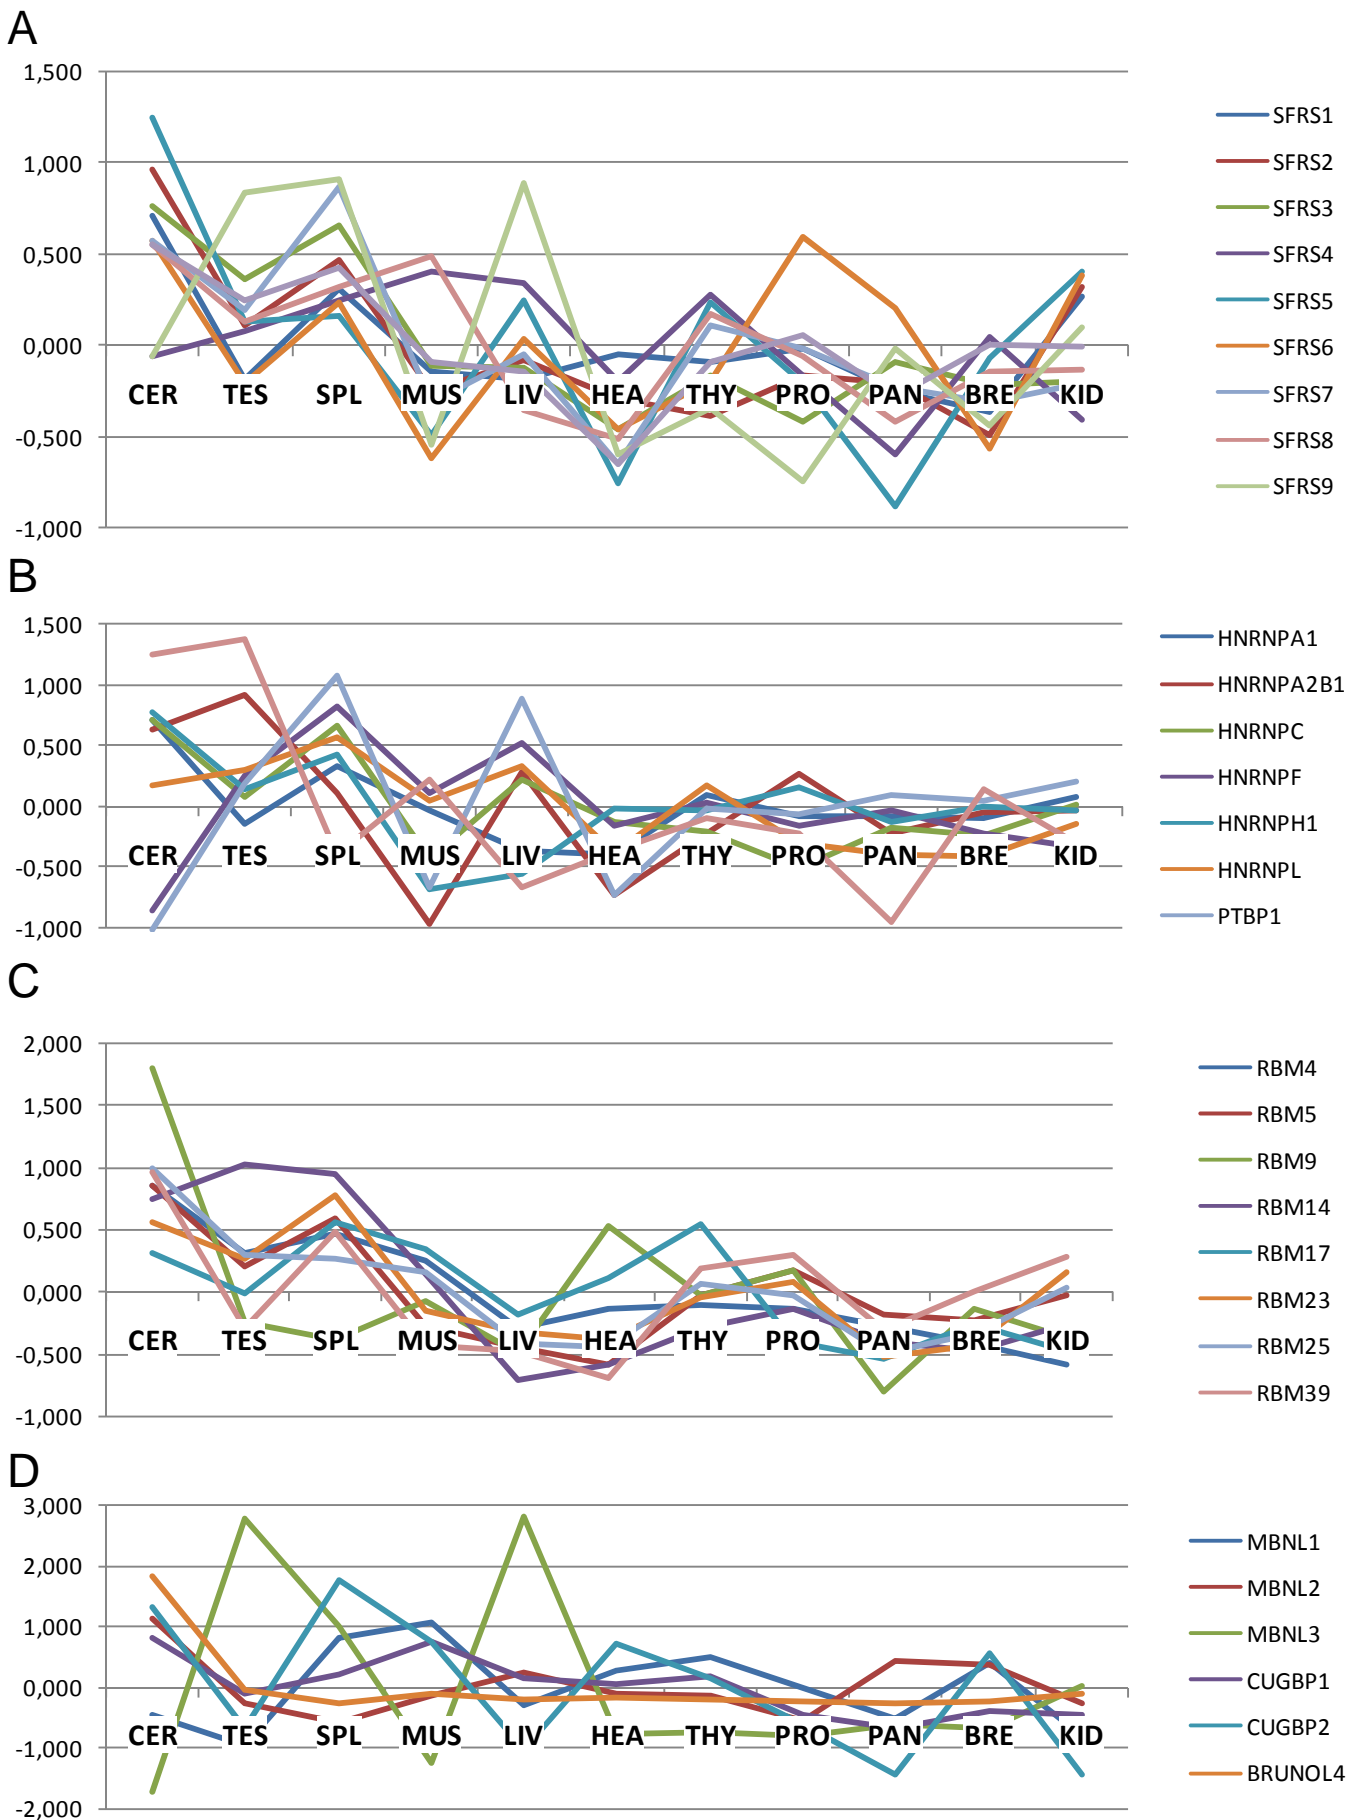 A
1,500
1,000
0,500
0,000
-0,500
-1,000
CER TES SPL MUS LIV HEA THY PRO PAN BRE KID
SFRS1
SFRS2
SFRS3
SFRS4
SFRS5
SFRS6
SFRS7
SFRS8
SFRS9
B
1,500
1,000
0,500
0,000
-0,500
-1,000
CER TES SPL MUS LIV HEA THY PRO PAN BRE KID
HNRNPA1
HNRNPA2B1
HNRNPC
HNRNPF
HNRNPH1
HNRNPL
PTBP1
C
2,000
1,500
1,000
0,500
0,000
-0,500
-1,000
CER TES SPL MUS LIV HEA THY PRO PAN BRE KID
RBM4
RBM5
RBM9
RBM14
RBM17
RBM23
RBM25
RBM39
D
3,000
2,000
1,000
0,000
-1,000
-2,000
CER TES SPL MUS LIV HEA THY PRO PAN BRE KID
MBNL1
MBNL2
MBNL3
CUGBP1
CUGBP2
BRUNOL4